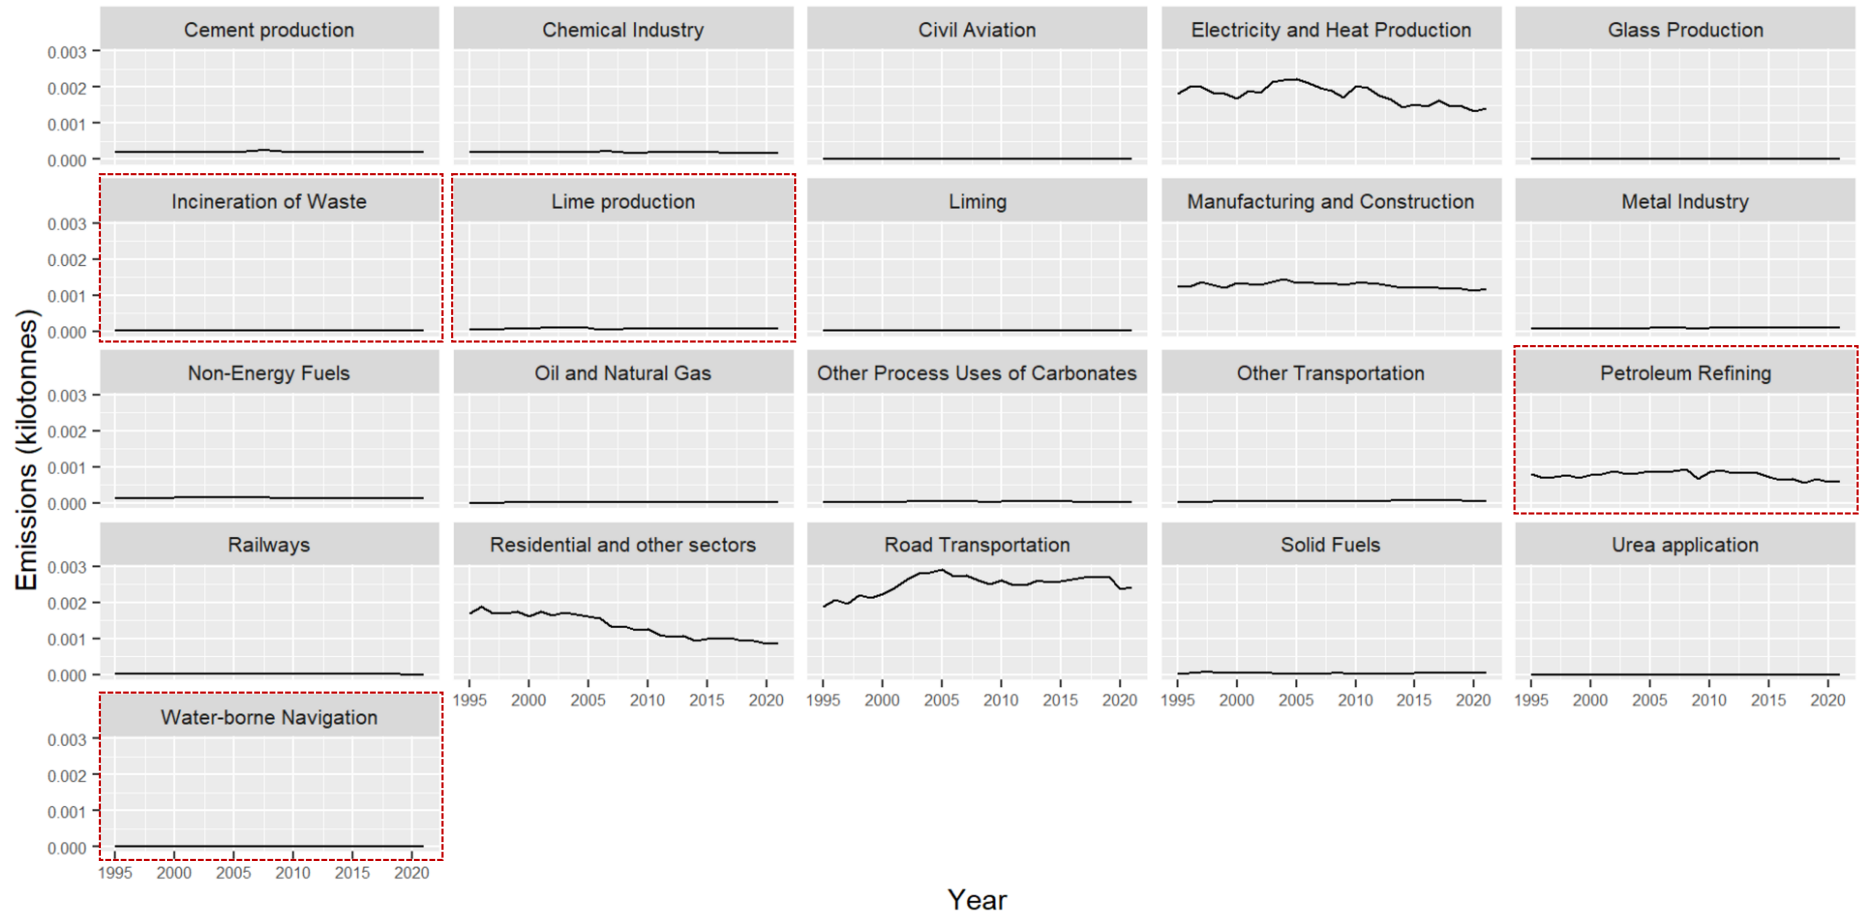 Cement production
Chemical Industry
Civil Aviation
Electricity and Heat Production
Glass Production
0.003
0.002
0.001
0.000
Incineration of Waste
Lime production
Liming
Manufacturing and Construction
Metal Industry
0.003
0.002
0.001
0.000
Non-Energy Fuels
Oil and Natural Gas
Other Process Uses of Carbonates
Other Transportation
Petroleum Refining
0.003
0.002
0.001
0.000
Railways
Residential and other sectors
Road Transportation
Solid Fuels
Urea application
0.003
0.002
0.001
0.000
1995 2000 2005 2010 2015 2020
1995 2000 2005 2010 2015 2020
1995 2000 2005 2010 2015 2020
1995 2000 2005 2010 2015 2020
Water-borne Navigation
0.003
0.002
0.001
0.000
1995 2000 2005 2010 2015 2020
Emissions (kilotonnes)
Year